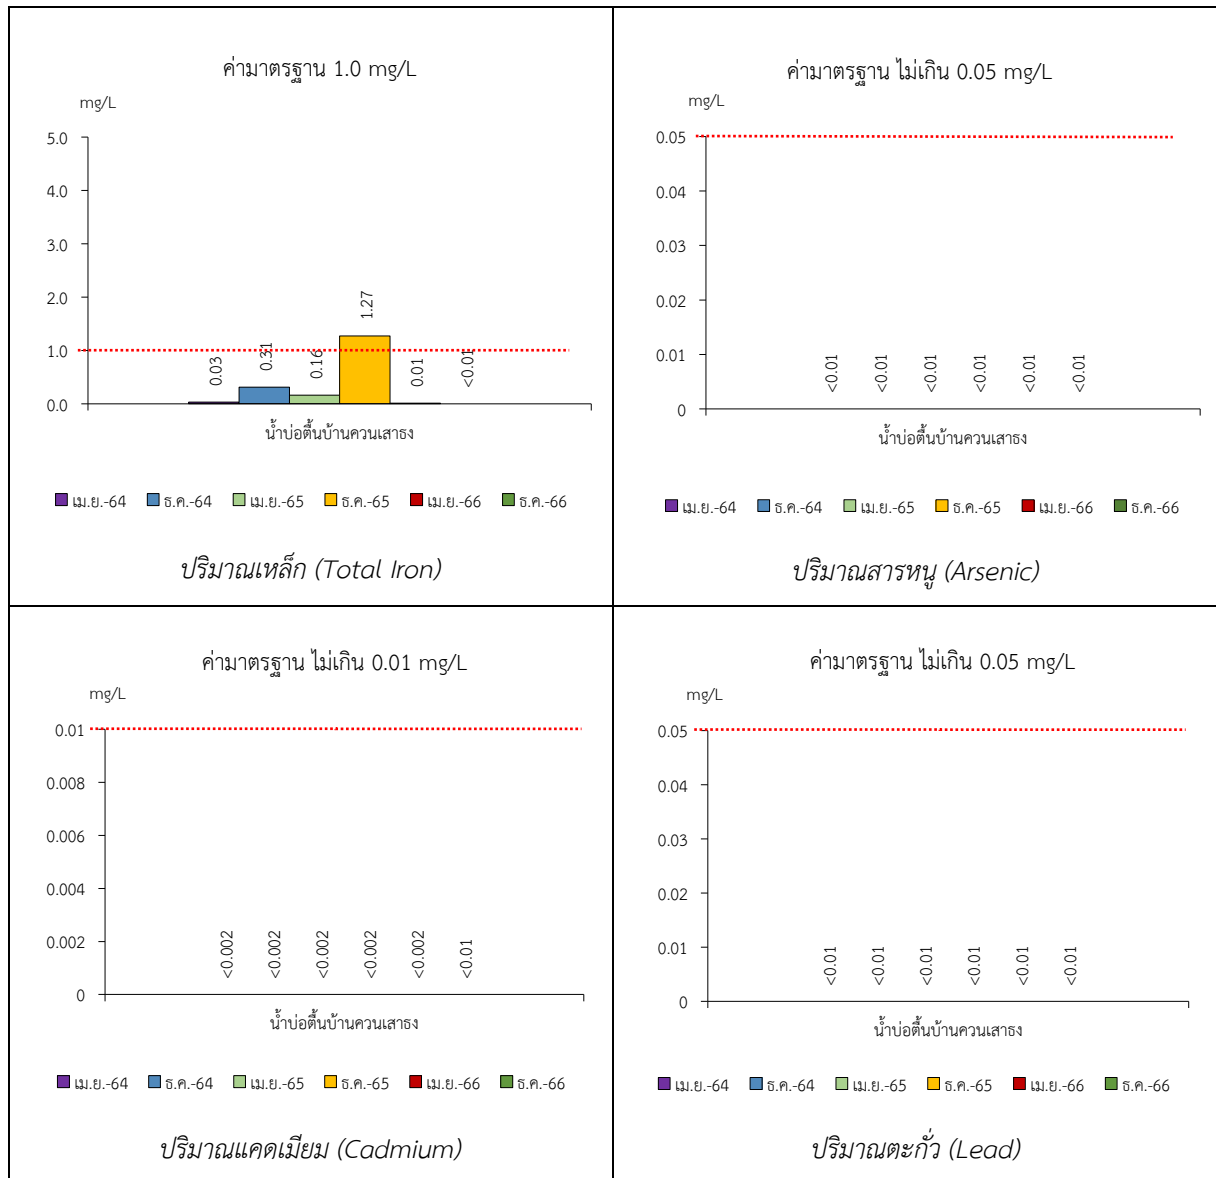 ค่ามาตรฐาน 1.0 mg/L
mg/L
5.0
4.0
3.0
2.0
1.0
0.0
0.03
0.31
0.16
1.27
0.01
<0.01
น้ำบ่อตื้นบ้านควนเสาธง
เม.ย.-64 ธ.ค.-64 เม.ย.-65 ธ.ค.-65 เม.ย.-66 ธ.ค.-66
ปริมาณเหล็ก (Total Iron)
ค่ามาตรฐาน ไม่เกิน 0.05 mg/L
mg/L
0.05
0.04
0.03
0.02
0.01
0
<0.01
<0.01
<0.01
<0.01
<0.01
<0.01
น้ำบ่อตื้นบ้านควนเสาธง
เม.ย.-64 ธ.ค.-64 เม.ย.-65 ธ.ค.-65 เม.ย.-66 ธ.ค.-66
ปริมาณสารหนู (Arsenic)
ค่ามาตรฐาน ไม่เกิน 0.01 mg/L
mg/L
0.01
0.008
0.006
0.004
0.002
0
<0.002
<0.002
<0.002
<0.002
<0.002
<0.01
น้ำบ่อตื้นบ้านควนเสาธง
เม.ย.-64 ธ.ค.-64 เม.ย.-65 ธ.ค.-65 เม.ย.-66 ธ.ค.-66
ปริมาณแคดเมียม (Cadmium)
ค่ามาตรฐาน ไม่เกิน 0.05 mg/L
mg/L
0.05
0.04
0.03
0.02
0.01
0
<0.01
<0.01
<0.01
<0.01
<0.01
<0.01
น้ำบ่อตื้นบ้านควนเสาธง
เม.ย.-64 ธ.ค.-64 เม.ย.-65 ธ.ค.-65 เม.ย.-66 ธ.ค.-66
ปริมาณตะกั่ว (Lead)